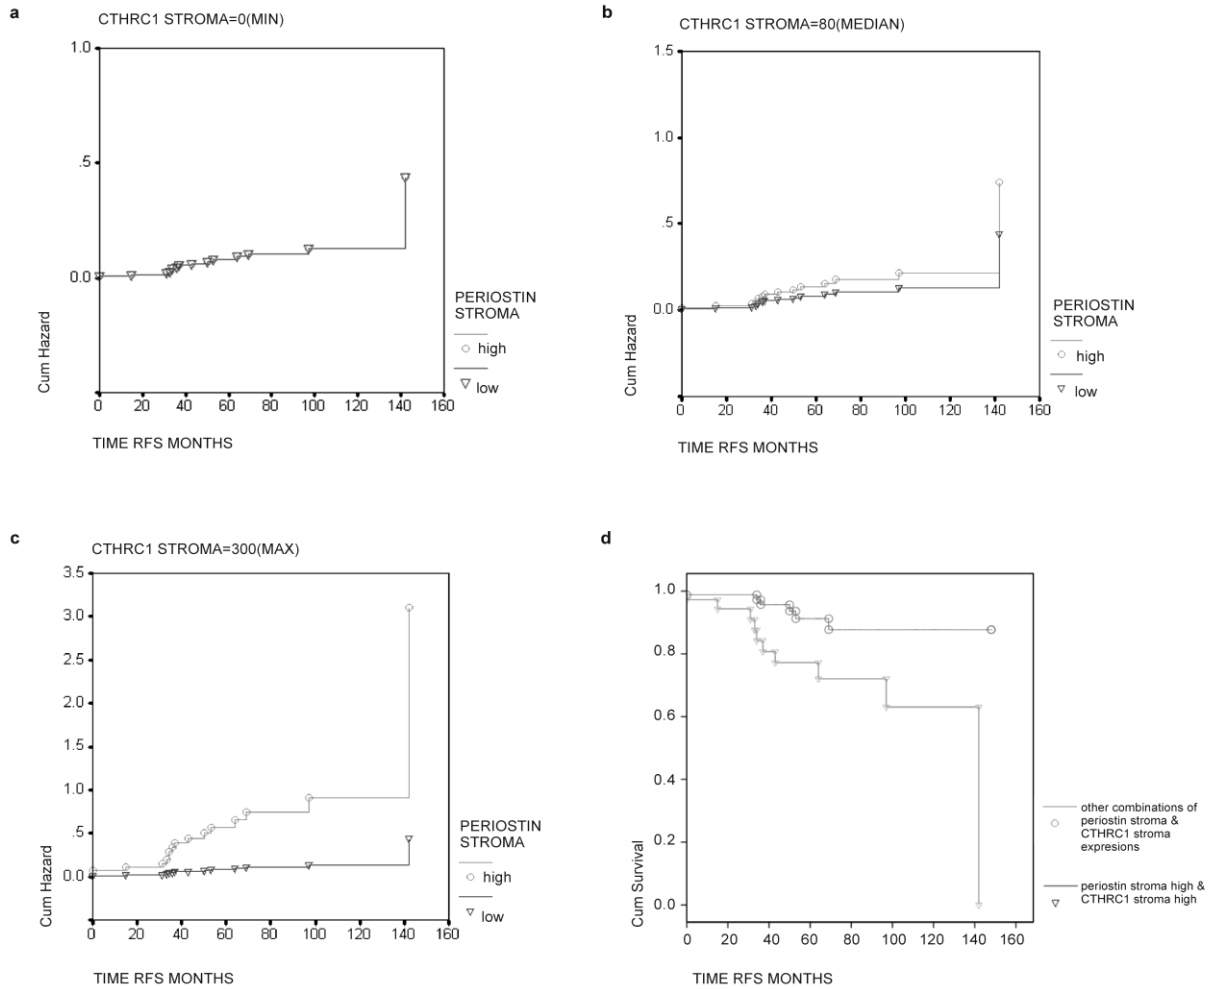 a
CTHRC1 STROMA=0(MIN)
1.0
.5
0.0
Cum Hazard
0 20 40 60 80 100 120 140 160
TIME RFS MONTHS
PERIOSTIN
STROMA
high
low
b
CTHRC1 STROMA=80(MEDIAN)
1.5
1.0
.5
0.0
Cum Hazard
0 20 40 60 80 100 120 140 160
TIME RFS MONTHS
PERIOSTIN
STROMA
high
low
c
CTHRC1 STROMA=300(MAX)
3.5
3.0
2.5
2.0
1.5
1.0
.5
0.0
Cum Hazard
0 20 40 60 80 100 120 140 160
TIME RFS MONTHS
PERIOSTIN
STROMA
high
low
d
1.0
0.8
0.6
0.4
0.2
0.0
Cum Survival
0 20 40 60 80 100 120 140 160
TIME RFS MONTHS
other combinations of
periostin stroma &
CTHRC1 stroma
expresions
periostin stroma high &
CTHRC1 stroma high